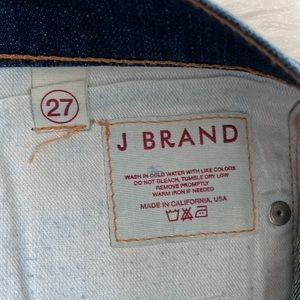 27
J BRAND
WASH IN COLD WATER WITH LIKE COLORS
DO NOT BLEACH, TUMBLE DRY LOW
REMOVE PROMPTLY
WARM IRON IF NEEDED
MADE IN CALIFORNIA, USA